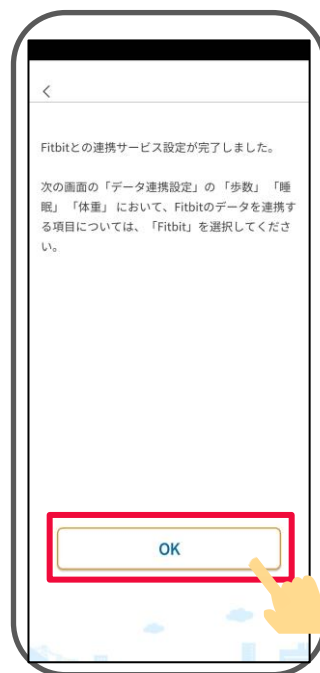 Fitbitとの連携サービス設定が完了しました。
次の画面の「データ連携設定」の 「歩数」 「睡
眠」 「体重」 において、Fitbitのデータを連携す
る項目については、「Fitbit」を選択してくださ
い。
OK